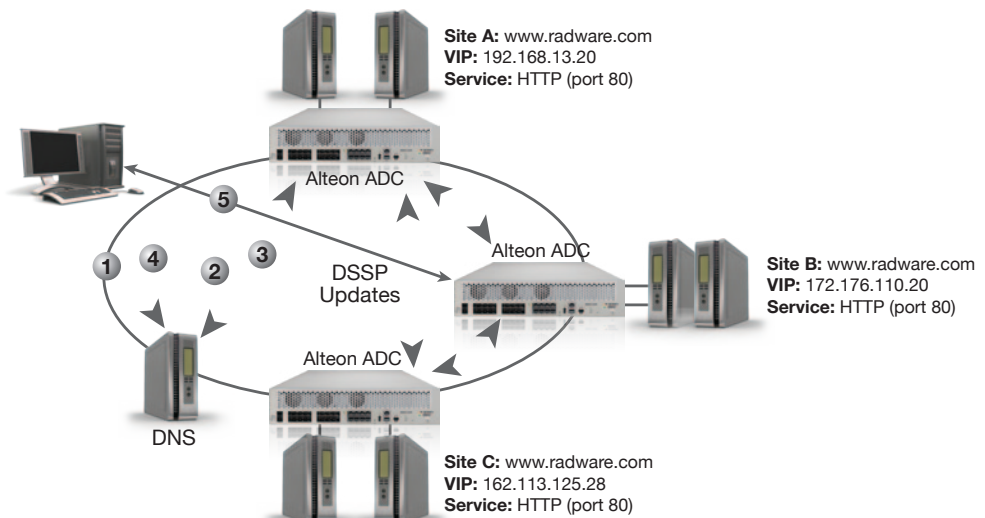 Site A: www.radware.com
VIP: 192.168.13.20
Service: HTTP (port 80)
Alteon ADC
5
Alteon ADC
1
4
2
3
DSSP
Updates
Site B: www.radware.com
VIP: 172.176.110.20
Service: HTTP (port 80)
Alteon ADC
DNS
Site C: www.radware.com
VIP: 162.113.125.28
Service: HTTP (port 80)